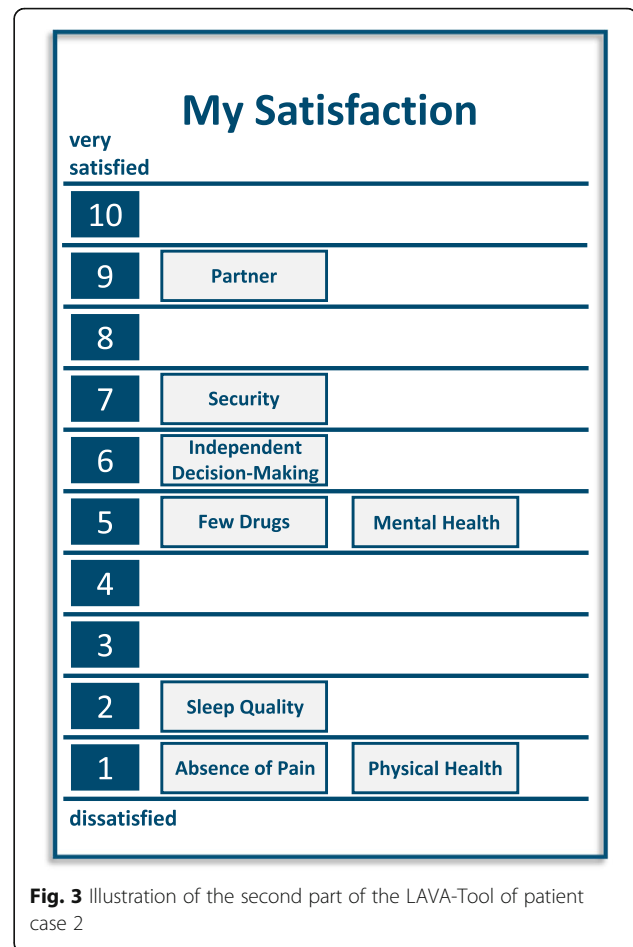 My Satisfaction
very
satisfied
10
9
Partner
8
7
Security
6
Independent
Decision-Making
5
Few Drugs
Mental Health
4
3
2
Sleep Quality
1
Absence of Pain
Physical Health
dissatisfied
Fig. 3 Illustration of the second part of the LAVA-Tool of patient
case 2